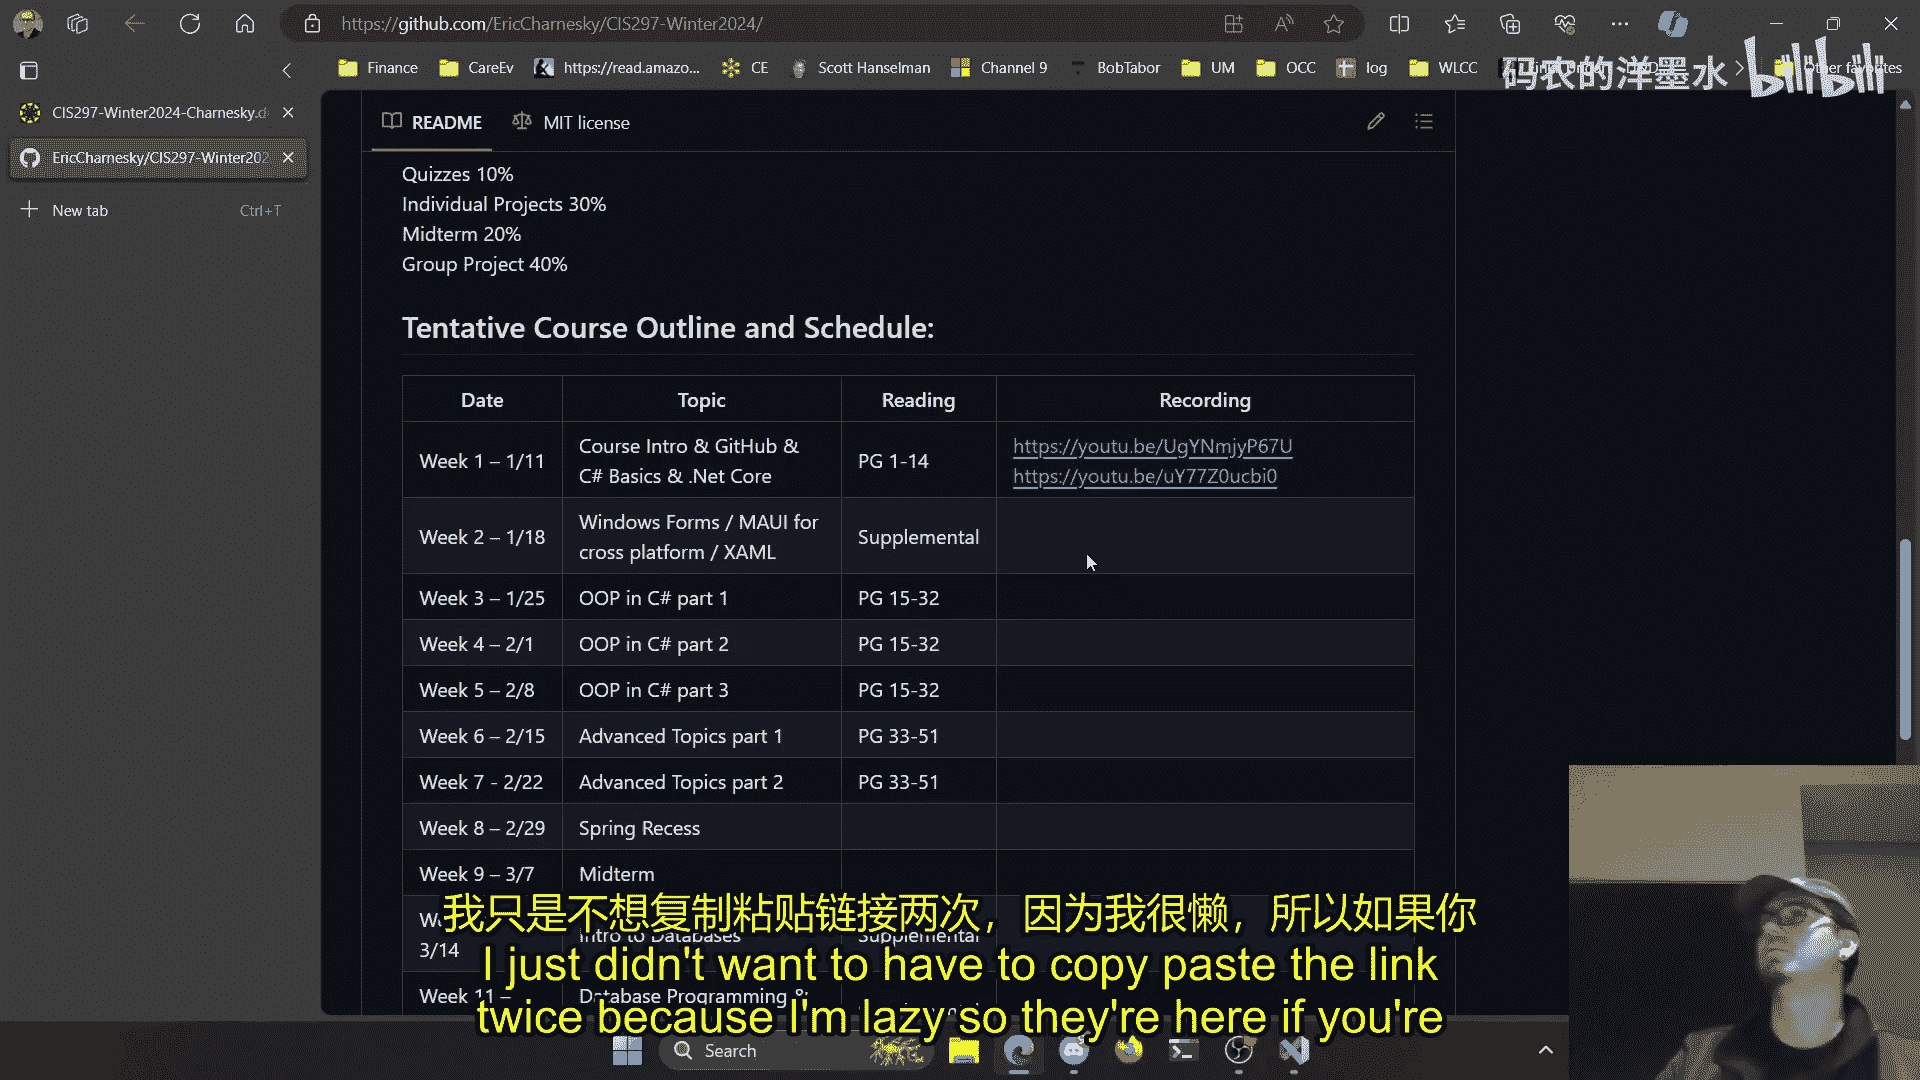 https://github.com/EricCharnesky/CIS297-Winter2024/
Finance CareEv https://read.amazo... CE Scott Hanselman Channel 9 BobTabor UM OCC log WLCC Other favorites
码农的洋墨水 bilibili
CIS297-Winter2024-Charnesky.d
EricCharnesky/CIS297-Winter202
New tab Ctrl+T
README MIT license
Quizzes 10%
Individual Projects 30%
Midterm 20%
Group Project 40%
Tentative Course Outline and Schedule:
Date Topic Reading Recording
Week 1 – 1/11 Course Intro & GitHub & C# Basics & .Net Core PG 1-14 https://youtu.be/UgYNmjyP67U
https://youtu.be/uY77Z0ucbi0
Week 2 – 1/18 Windows Forms / MAUI for cross platform / XAML Supplemental
Week 3 – 1/25 OOP in C# part 1 PG 15-32
Week 4 – 2/1 OOP in C# part 2 PG 15-32
Week 5 – 2/8 OOP in C# part 3 PG 15-32
Week 6 – 2/15 Advanced Topics part 1 PG 33-51
Week 7 - 2/22 Advanced Topics part 2 PG 33-51
Week 8 – 2/29 Spring Recess
Week 9 – 3/7 Midterm
3/14 Intro to Databases Supplemental
Week 11 – Database Programming &
我只是不想复制粘贴链接两次，因为我很懒，所以如果你
I just didn't want to have to copy paste the link
twice because I'm lazy so they're here if you're
Search